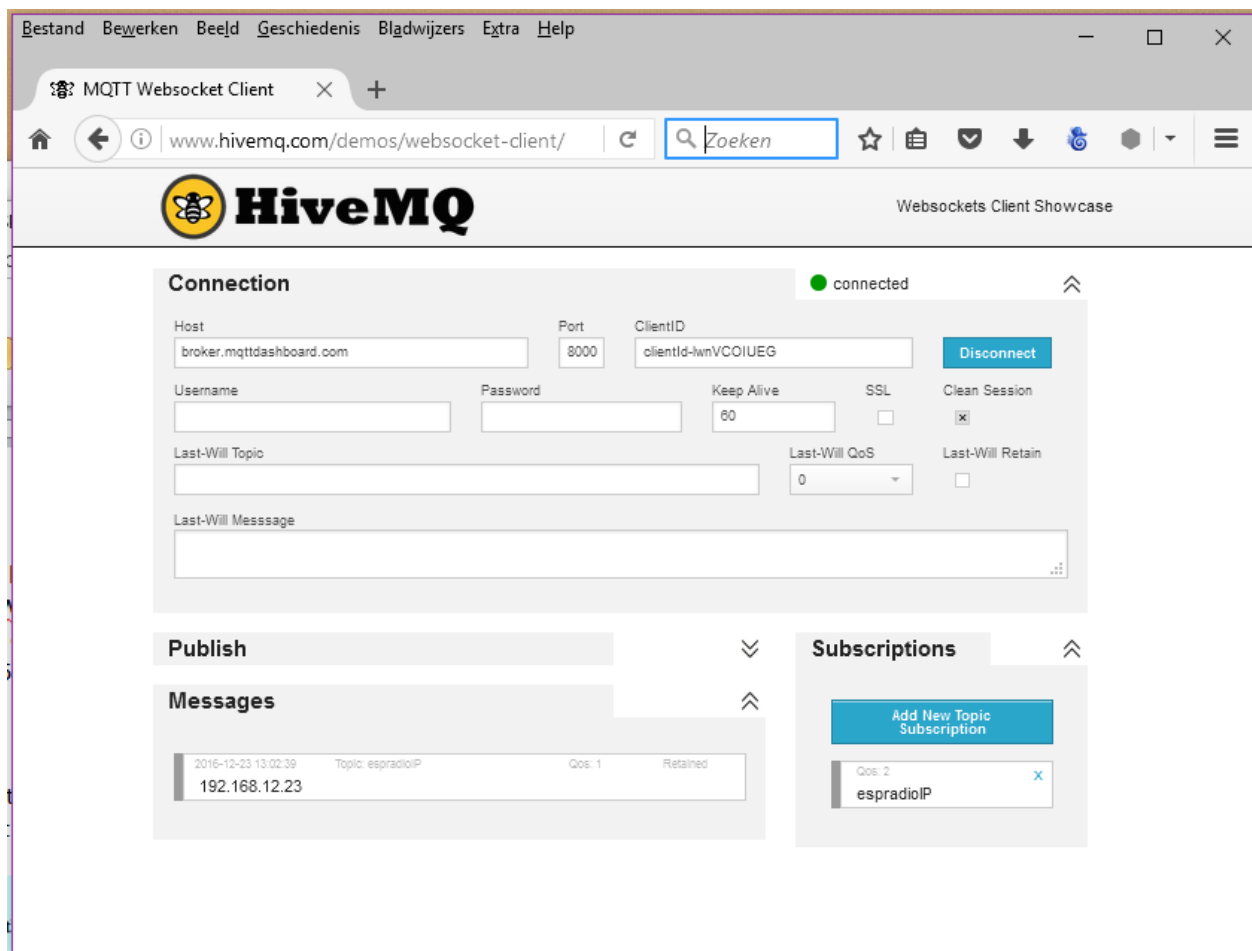 Bestand Bewerken Beeld Geschiedenis Bladwijzers Extra Help
MQTT Websocket Client
www.hivemq.com/demos/websocket-client/ Zoeken
HiveMQ Websockets Client Showcase
Connection connected
Host Port ClientID
broker.mqttdashboard.com 8000 clientId-lwnVCOIUEG Disconnect
Username Password Keep Alive SSL Clean Session
60
Last-Will Topic Last-Will QoS Last-Will Retain
0
Last-Will Messsage
Publish Subscriptions
Messages
Add New Topic
Subscription
2016-12-23 13:02:39 Topic: espradioIP Qos: 1 Retained
192.168.12.23
Qos: 2 x
espradioIP